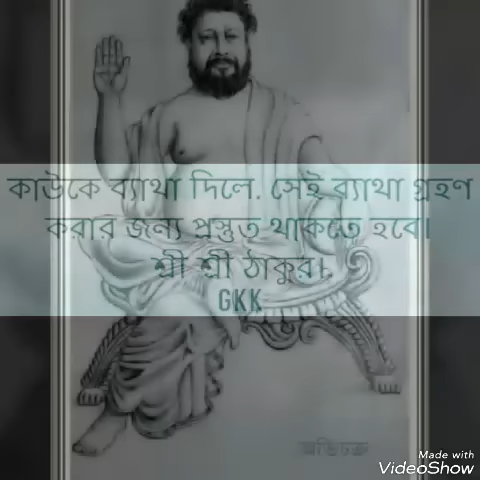 কাউকে ব্যাথা দিলে. সেই ব্যাথা গ্রহণ
করার জন্য প্রস্তুত থাকতে হবে।
শ্রী শ্রী ঠাকুর।.
GKK
Made with
VideoShow